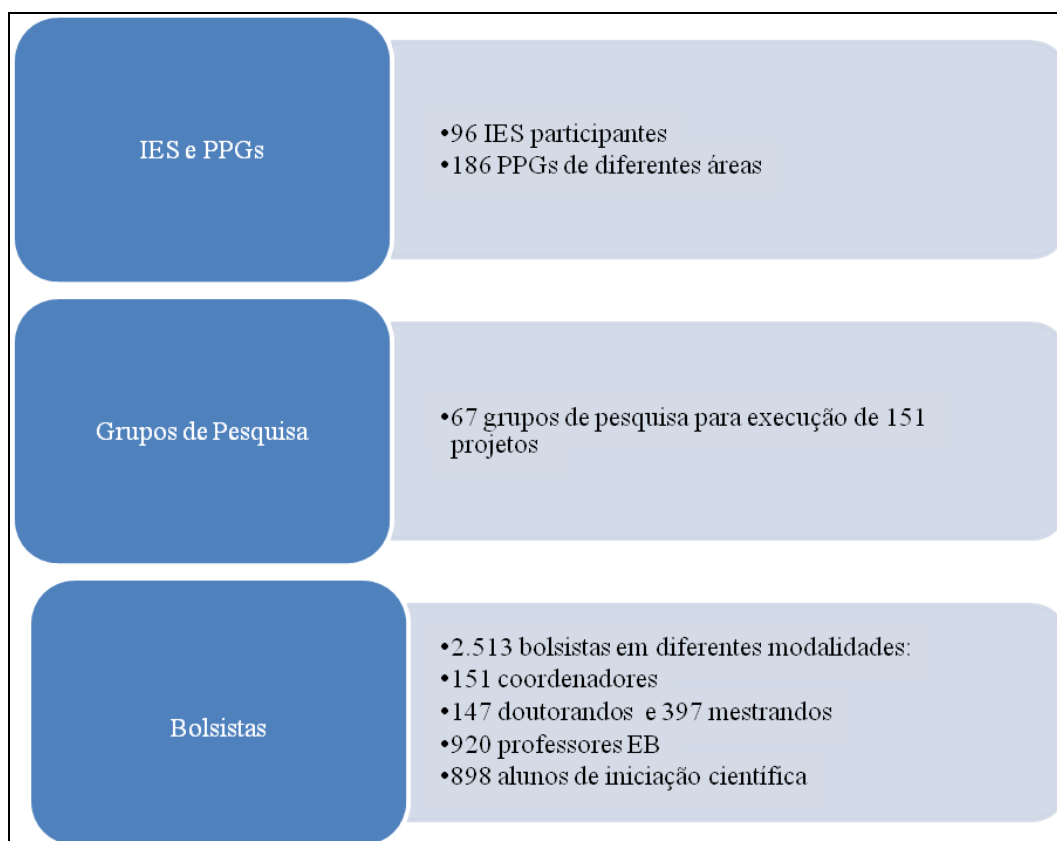 IES e PPGs
•96 IES participantes
•186 PPGs de diferentes áreas
Grupos de Pesquisa
•67 grupos de pesquisa para execução de 151
projetos
Bolsistas
•2.513 bolsistas em diferentes modalidades:
•151 coordenadores
•147 doutorandos e 397 mestrandos
•920 professores EB
•898 alunos de iniciação científica